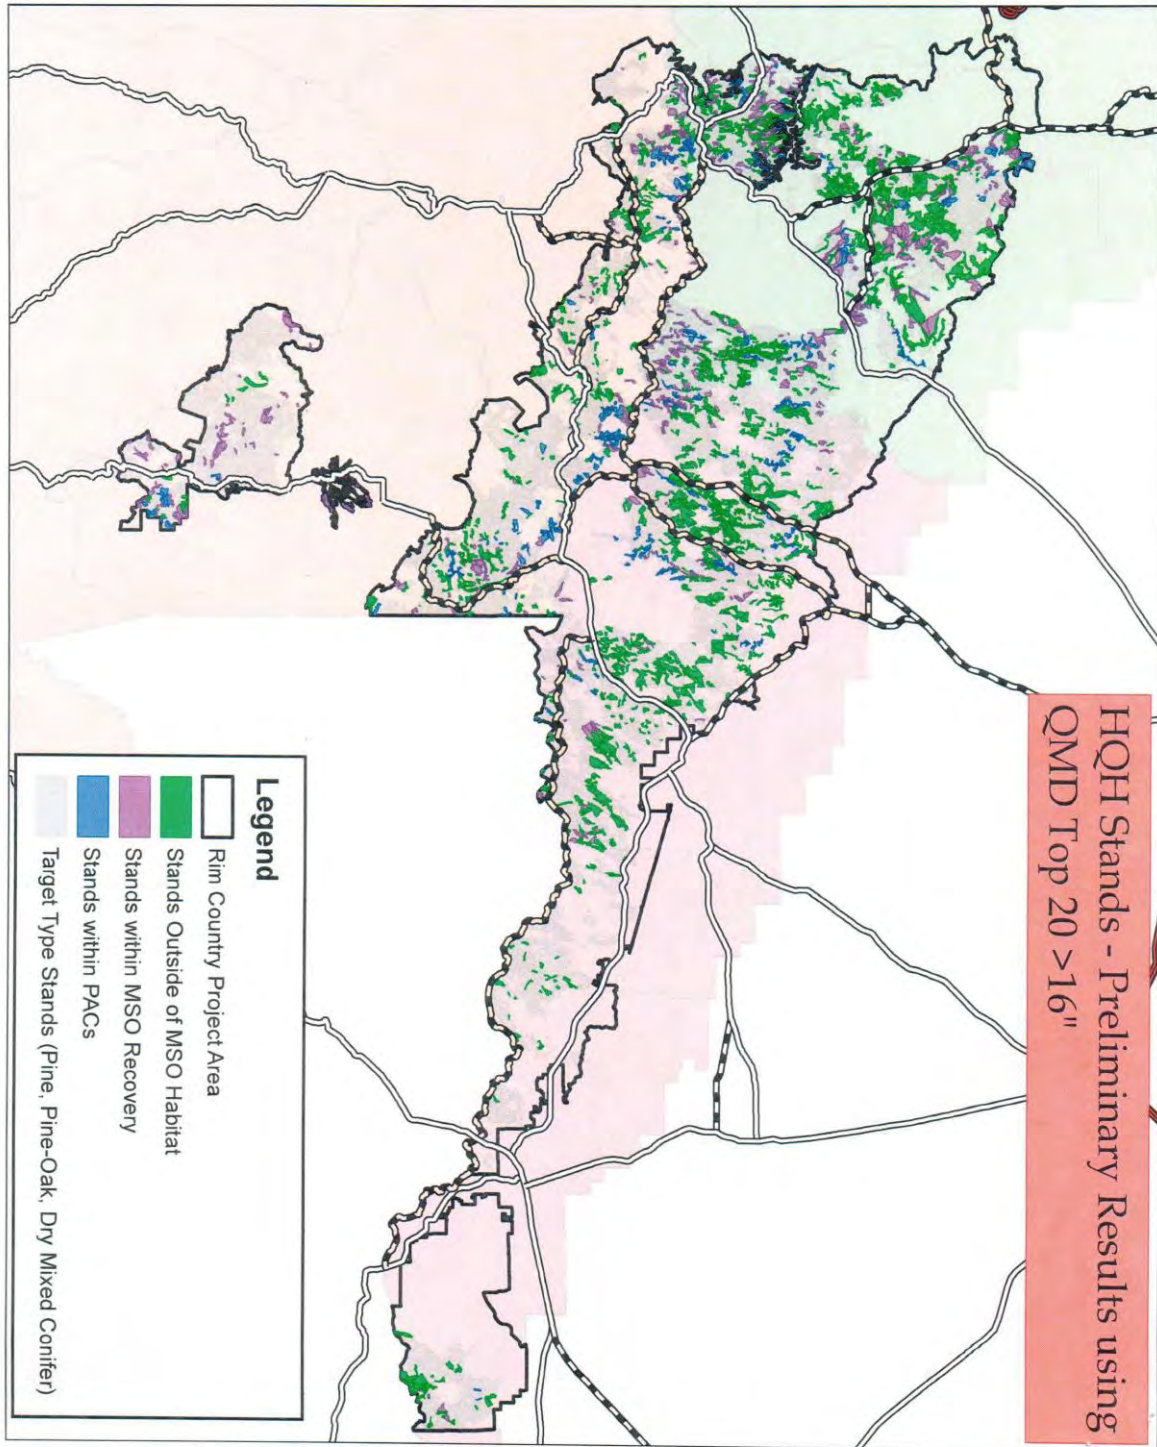 HQH Stands - Preliminary Results using
QMD Top 20 >16"
Legend
Rim Country Project Area
Stands Outside of MSO Habitat
Stands within MSO Recovery
Stands within PACs
Target Type Stands (Pine, Pine-Oak, Dry Mixed Conifer)